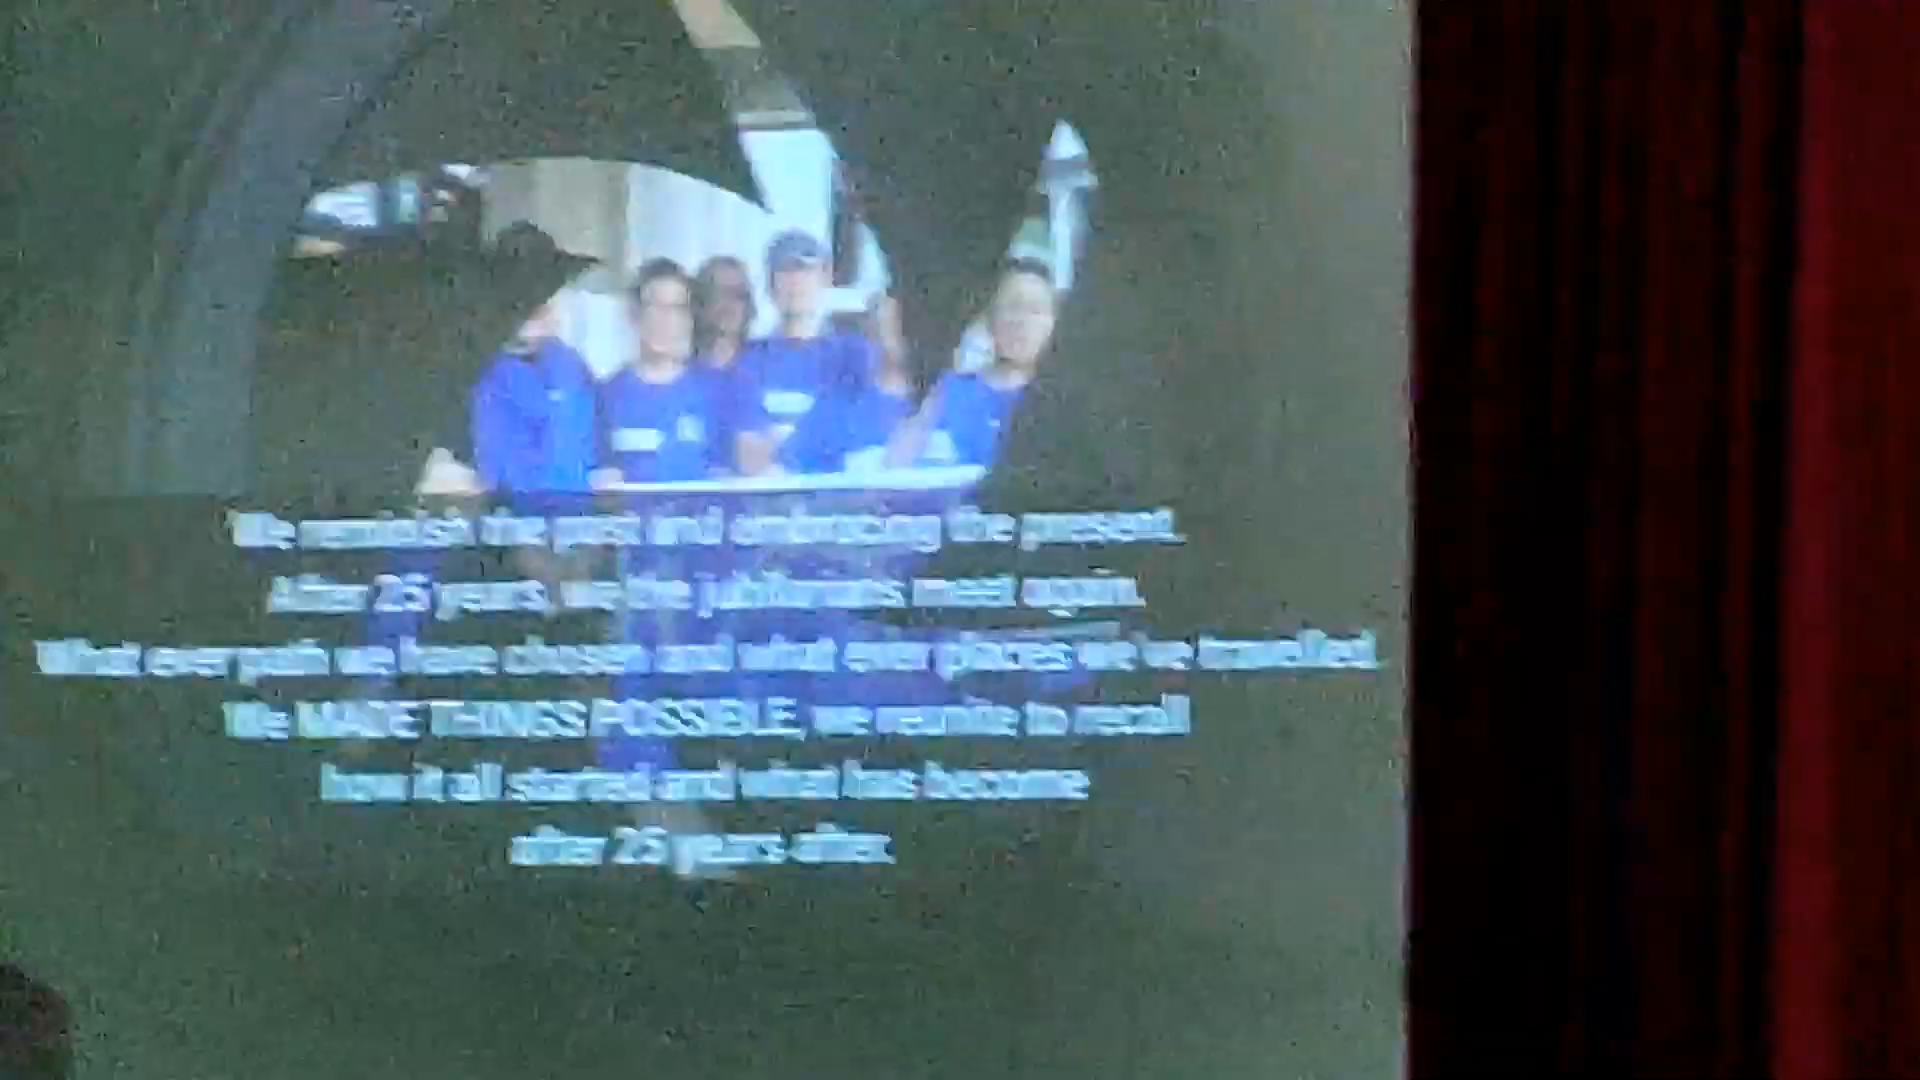 We reminish the past and embracing the present.
After 25 years, we the jubilarians meet again.
What ever path we have chosen and what ever places we've travelled.
We MADE THINGS POSSIBLE, we reunite to recall
how it all started and what has become
after 25 years after.